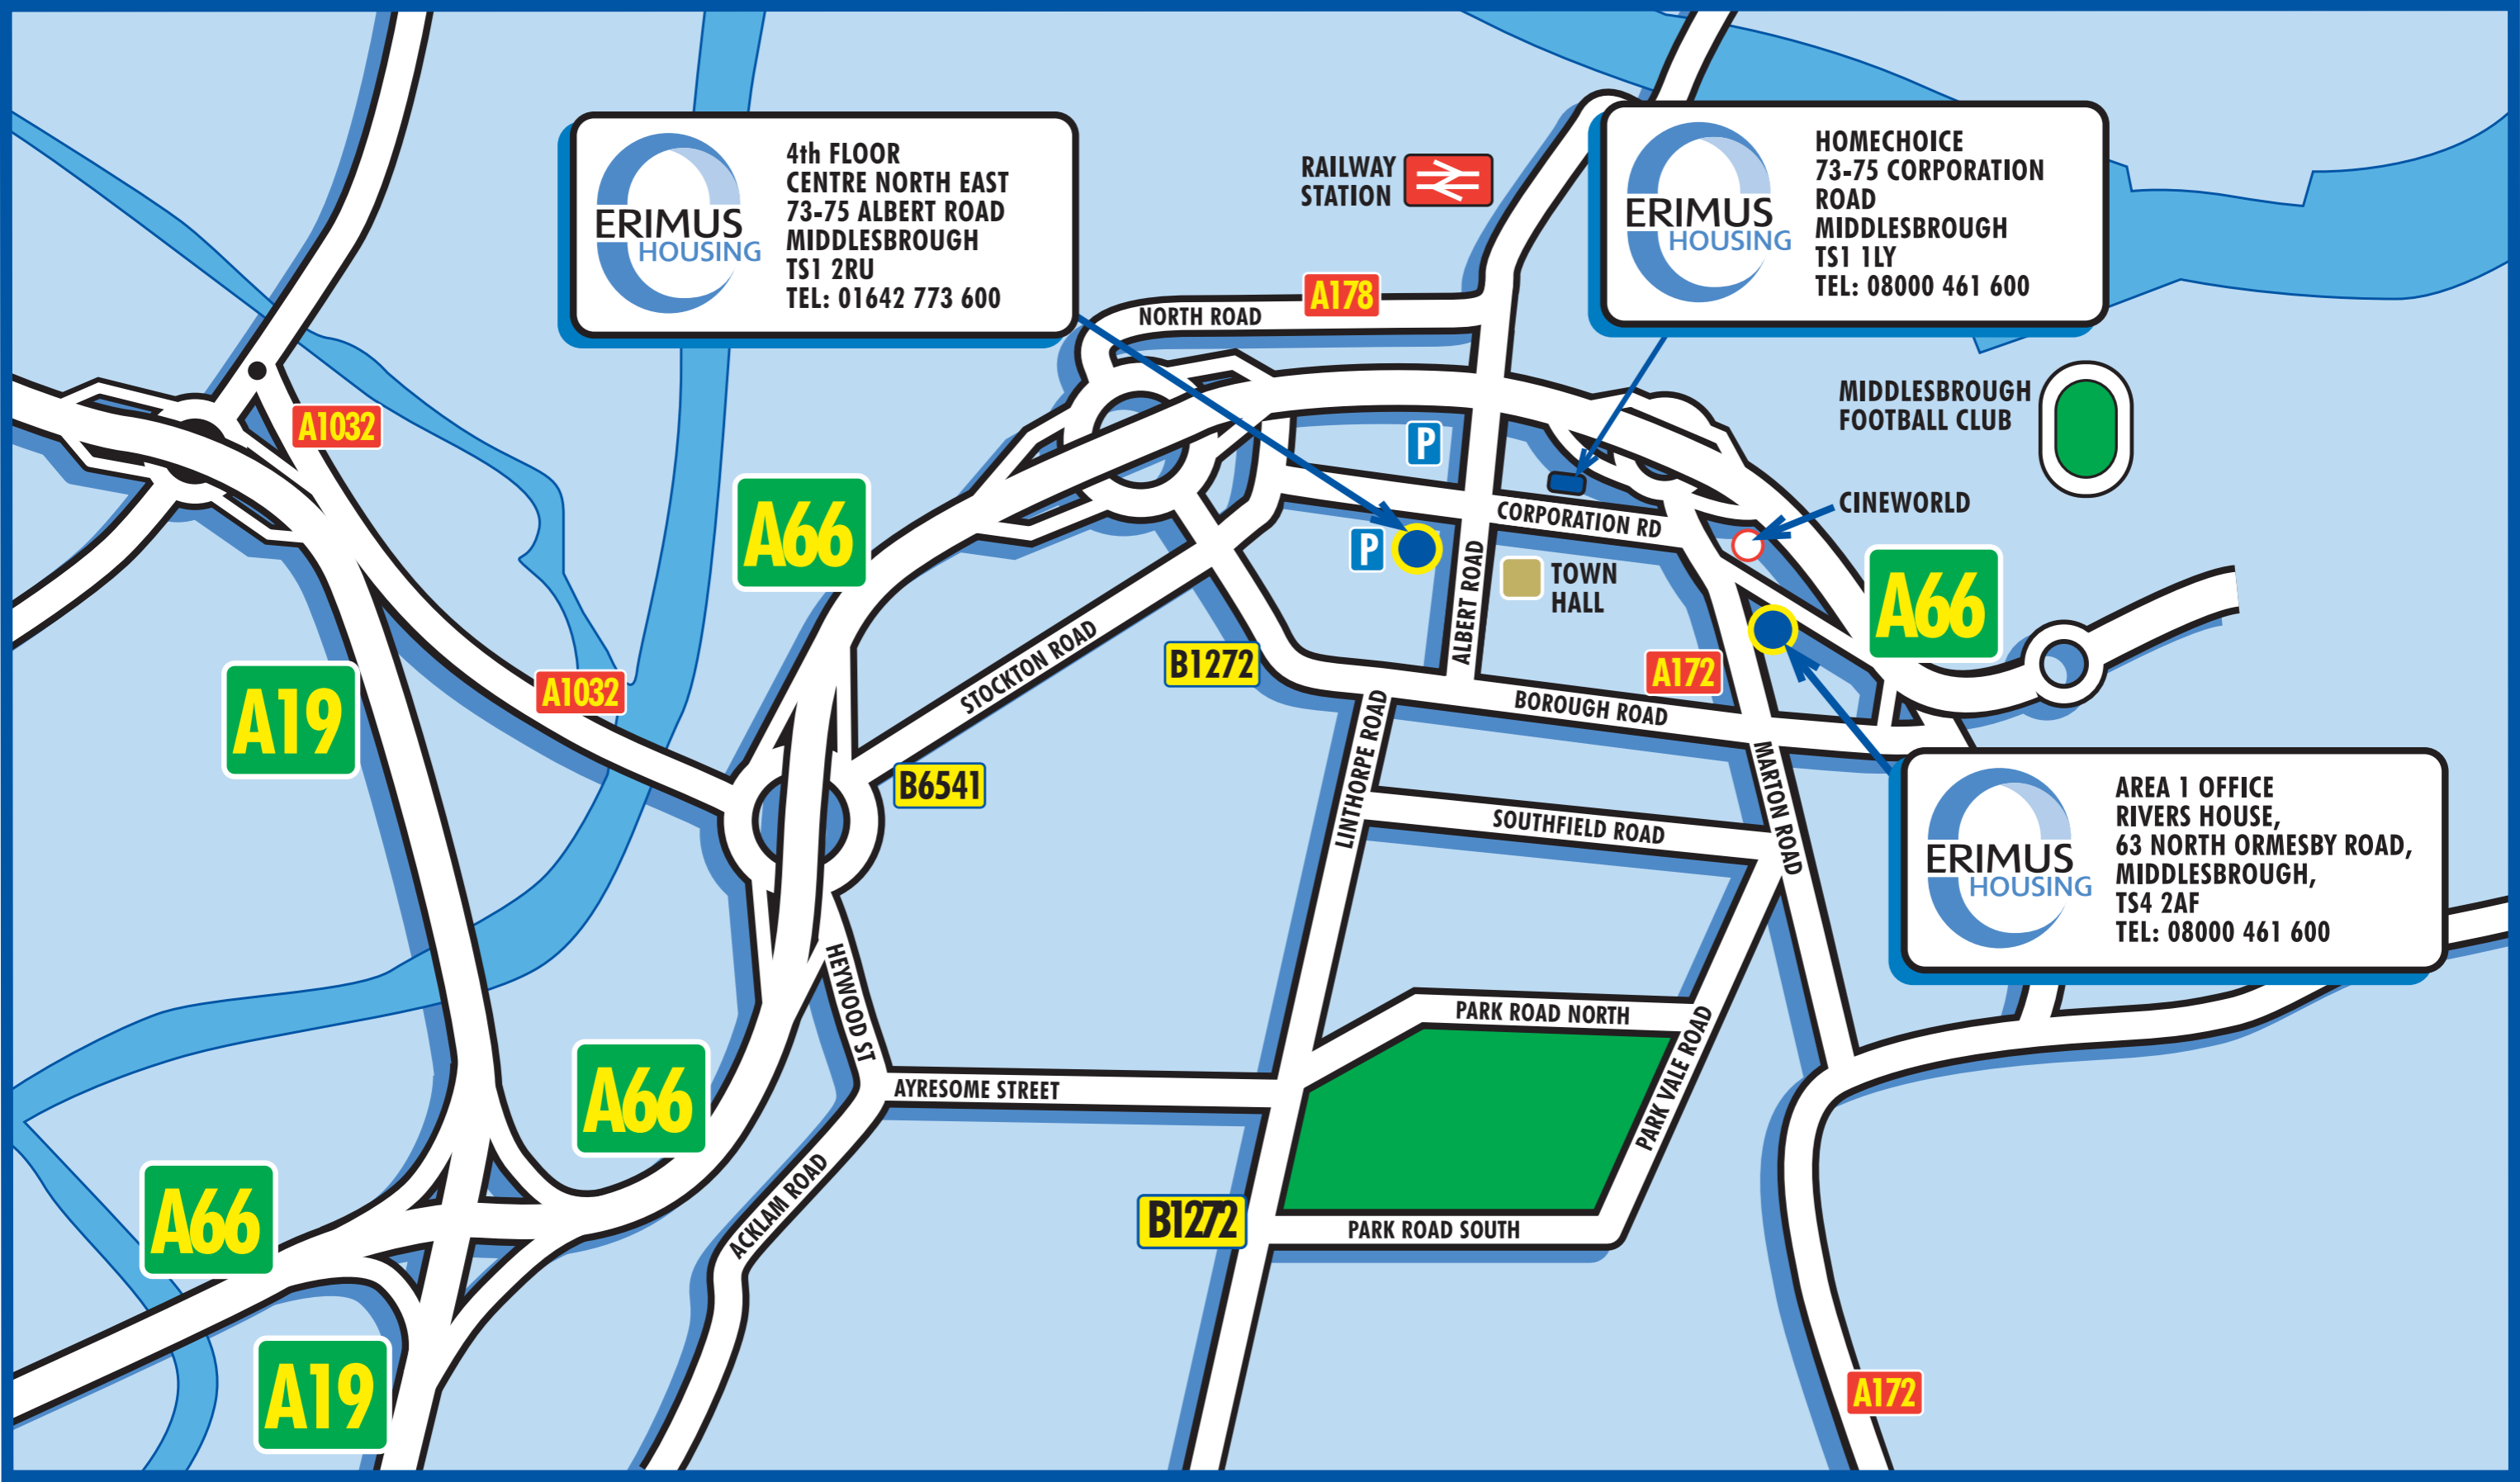 ERIMUS
HOUSING
4th FLOOR
CENTRE NORTH EAST
73-75 ALBERT ROAD
MIDDLESBROUGH
TS1 2RU
TEL: 01642 773 600
RAILWAY
STATION
ERIMUS
HOUSING
HOMECHOICE
73-75 CORPORATION
ROAD
MIDDLESBROUGH
TS1 1LY
TEL: 08000 461 600
A178
NORTH ROAD
MIDDLESBROUGH
FOOTBALL CLUB
A1032
P
CINEWORLD
A66
CORPORATION RD
P
TOWN
HALL
ALBERT ROAD
A66
STOCKTON ROAD
B1272
A172
A1032
A19
BOROUGH ROAD
LINTHORPE ROAD
MARTON ROAD
B6541
SOUTHFIELD ROAD
ERIMUS
HOUSING
AREA 1 OFFICE
RIVERS HOUSE,
63 NORTH ORMESBY ROAD,
MIDDLESBROUGH,
TS4 2AF
TEL: 08000 461 600
HEYWOOD ST
PARK ROAD NORTH
PARK VALE ROAD
A66
AYRESOME STREET
ACKLAM ROAD
A66
B1272
PARK ROAD SOUTH
A19
A172